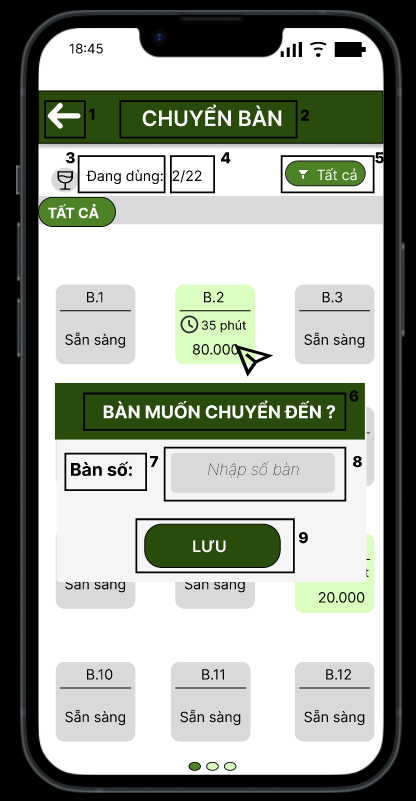 18:45
1
CHUYỂN BÀN 2
3 4 5
Đang dùng: 2/22 Tất cả
TẤT CẢ
B.1 B.2 B.3
35 phút
Sẵn sàng 80.000 Sẵn sàng
6
BÀN MUỐN CHUYỂN ĐẾN ?
Bàn số: 7 Nhập số bàn 8
LƯU 9
Sẵn sàng Sẵn sàng 20.000
B.10 B.11 B.12
Sẵn sàng Sẵn sàng Sẵn sàng